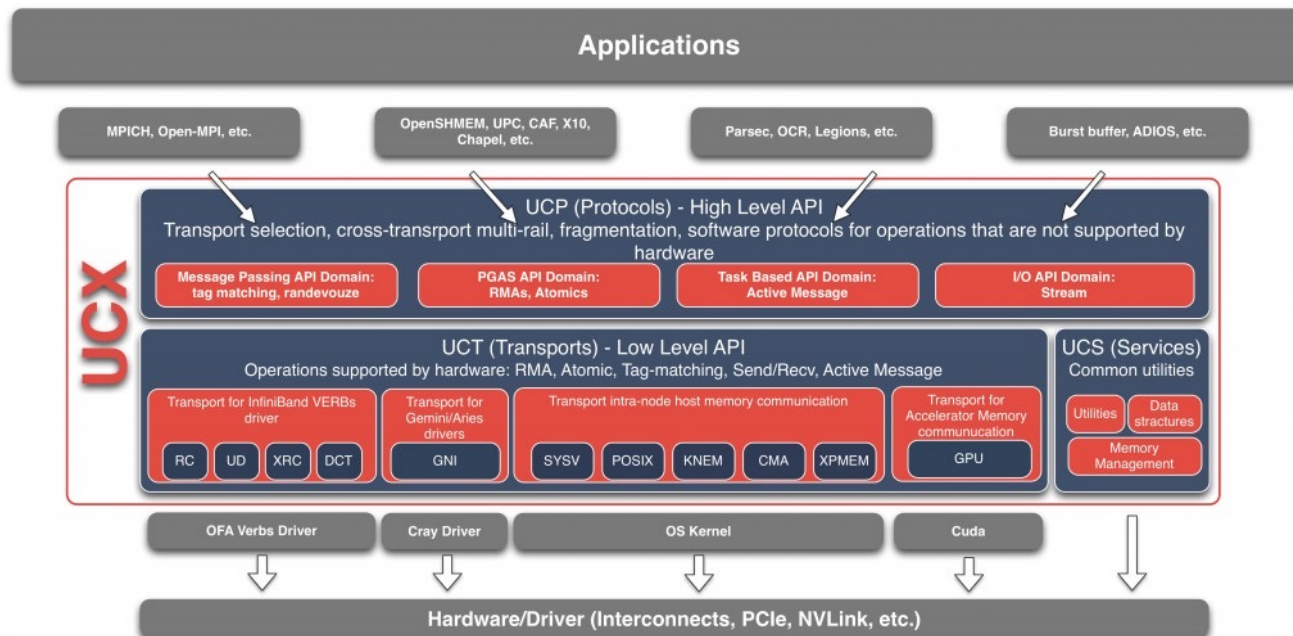 Applications
MPICH, Open-MPI, etc.
OpenSHMEM, UPC, CAF, X10,
Chapel, etc.
Parsec, OCR, Legions, etc.
Burst buffer, ADIOS, etc.
UCX
UCP (Protocols) - High Level API
Transport selection, cross-transrport multi-rail, fragmentation, software protocols for operations that are not supported by
hardware
Message Passing API Domain:
tag matching, randevouze
PGAS API Domain:
RMAs, Atomics
Task Based API Domain:
Active Message
I/O API Domain:
Stream
UCT (Transports) - Low Level API
Operations supported by hardware: RMA, Atomic, Tag-matching, Send/Recv, Active Message
Transport for InfiniBand VERBs
driver
RC
UD
XRC
DCT
Transport for
Gemini/Aries
drivers
GNI
Transport intra-node host memory communication
SYSV
POSIX
KNEM
CMA
XPMEM
Transport for
Accelerator Memory
communucation
GPU
UCS (Services)
Common utilities
Utilities
Data
stractures
Memory
Management
OFA Verbs Driver
Cray Driver
OS Kernel
Cuda
Hardware/Driver (Interconnects, PCIe, NVLink, etc.)